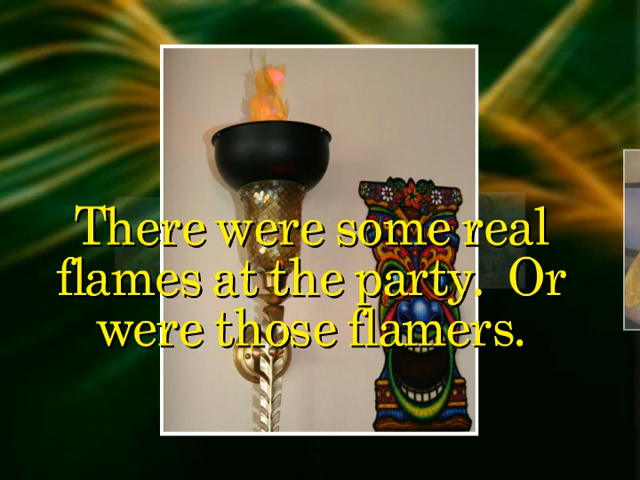 There were some real
flames at the party.  Or
were those flamers.